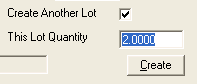 Create Another Lot
This Lot Quantity 2.0000
Create